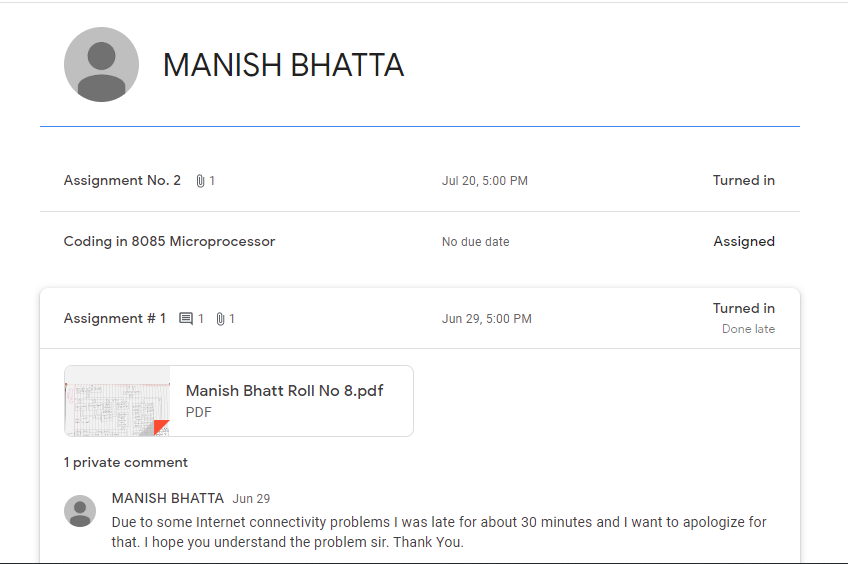 MANISH BHATTA
Assignment No. 2 1 Jul 20, 5:00 PM Turned in
Coding in 8085 Microprocessor No due date Assigned
Assignment # 1 1 1 Jun 29, 5:00 PM Turned in
Done late
Manish Bhatt Roll No 8.pdf
PDF
1 private comment
MANISH BHATTA Jun 29
Due to some Internet connectivity problems I was late for about 30 minutes and I want to apologize for
that. I hope you understand the problem sir. Thank You.